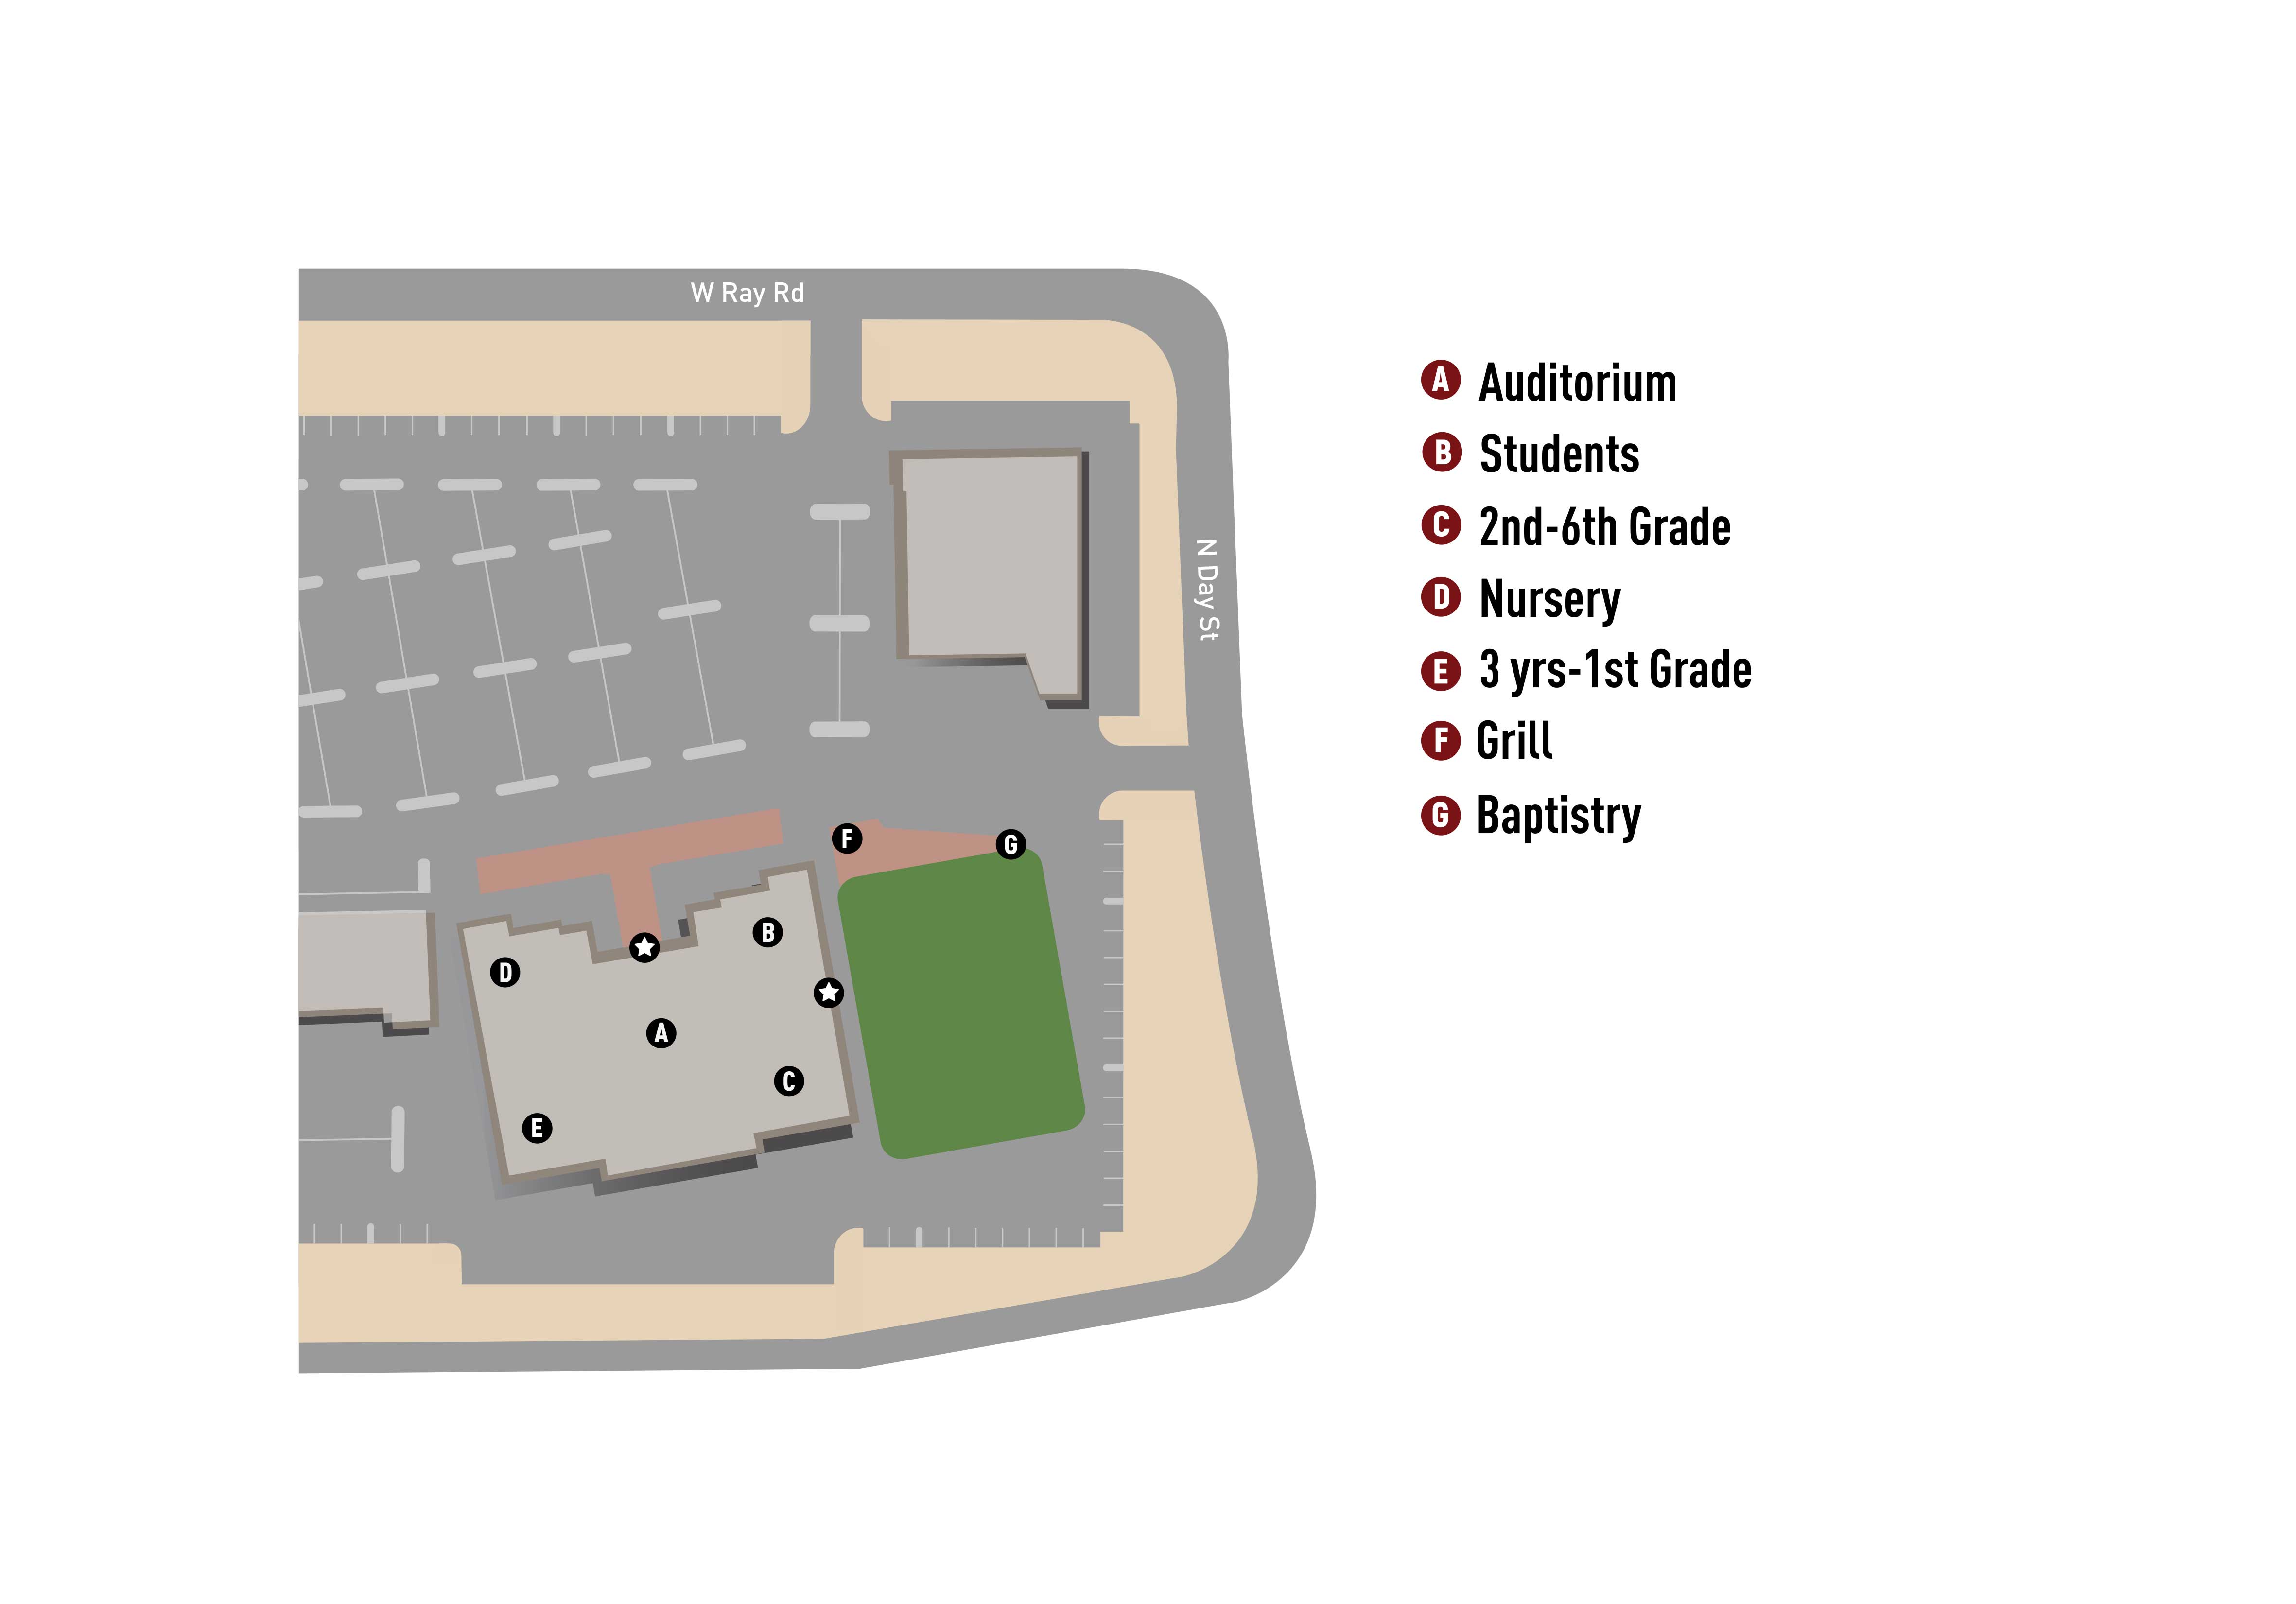 W Ray Rd
N Day St
F
G
B
D
A
C
E
A Auditorium
B Students
C 2nd-6th Grade
D Nursery
E 3 yrs-1st Grade
F Grill
G Baptistry